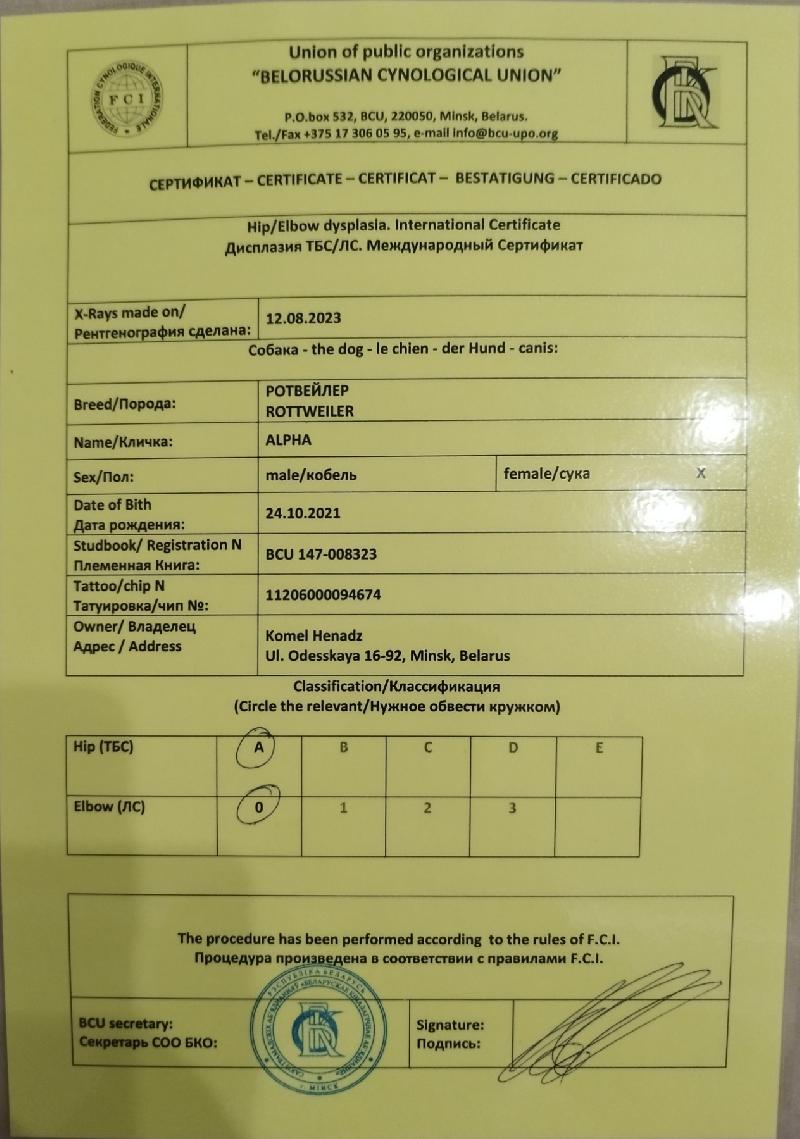 FEDERATION CYNOLOGIQUE INTERNATIONALE
FCI
Union of public organizations
“BELORUSSIAN CYNOLOGICAL UNION”
P.O.box 532, BCU, 220050, Minsk, Belarus.
Tel./Fax +375 17 306 05 95, e-mail info@bcu-upo.org
СЕРТИФИКАТ – CERTIFICATE – CERTIFICAT – BESTATIGUNG – CERTIFICADO
Hip/Elbow dysplasia. International Certificate
Дисплазия ТБС/ЛС. Международный Сертификат
X-Rays made on/
Рентгенография сделана:
12.08.2023
Собака - the dog - le chien - der Hund - canis:
Breed/Порода:
РОТВЕЙЛЕР
ROTTWEILER
Name/Кличка:
ALPHA
Sex/Пол:
male/кобель
female/сука X
Date of Bith
Дата рождения:
24.10.2021
Studbook/ Registration N
Племенная Книга:
BCU 147-008323
Tattoo/chip N
Татуировка/чип №:
11206000094674
Owner/ Владелец
Адрес / Address
Komel Henadz
Ul. Odesskaya 16-92, Minsk, Belarus
Classification/Классификация
(Circle the relevant/Нужное обвести кружком)
Hip (ТБС) A B C D E
Elbow (ЛС) 0 1 2 3
The procedure has been performed according to the rules of F.C.I.
Процедура произведена в соответствии с правилами F.C.I.
BCU secretary:
Секретарь СОО БКО:
РЭСПУБЛІКА БЕЛАРУСЬ
г. МІНСК
Signature:
Подпись: